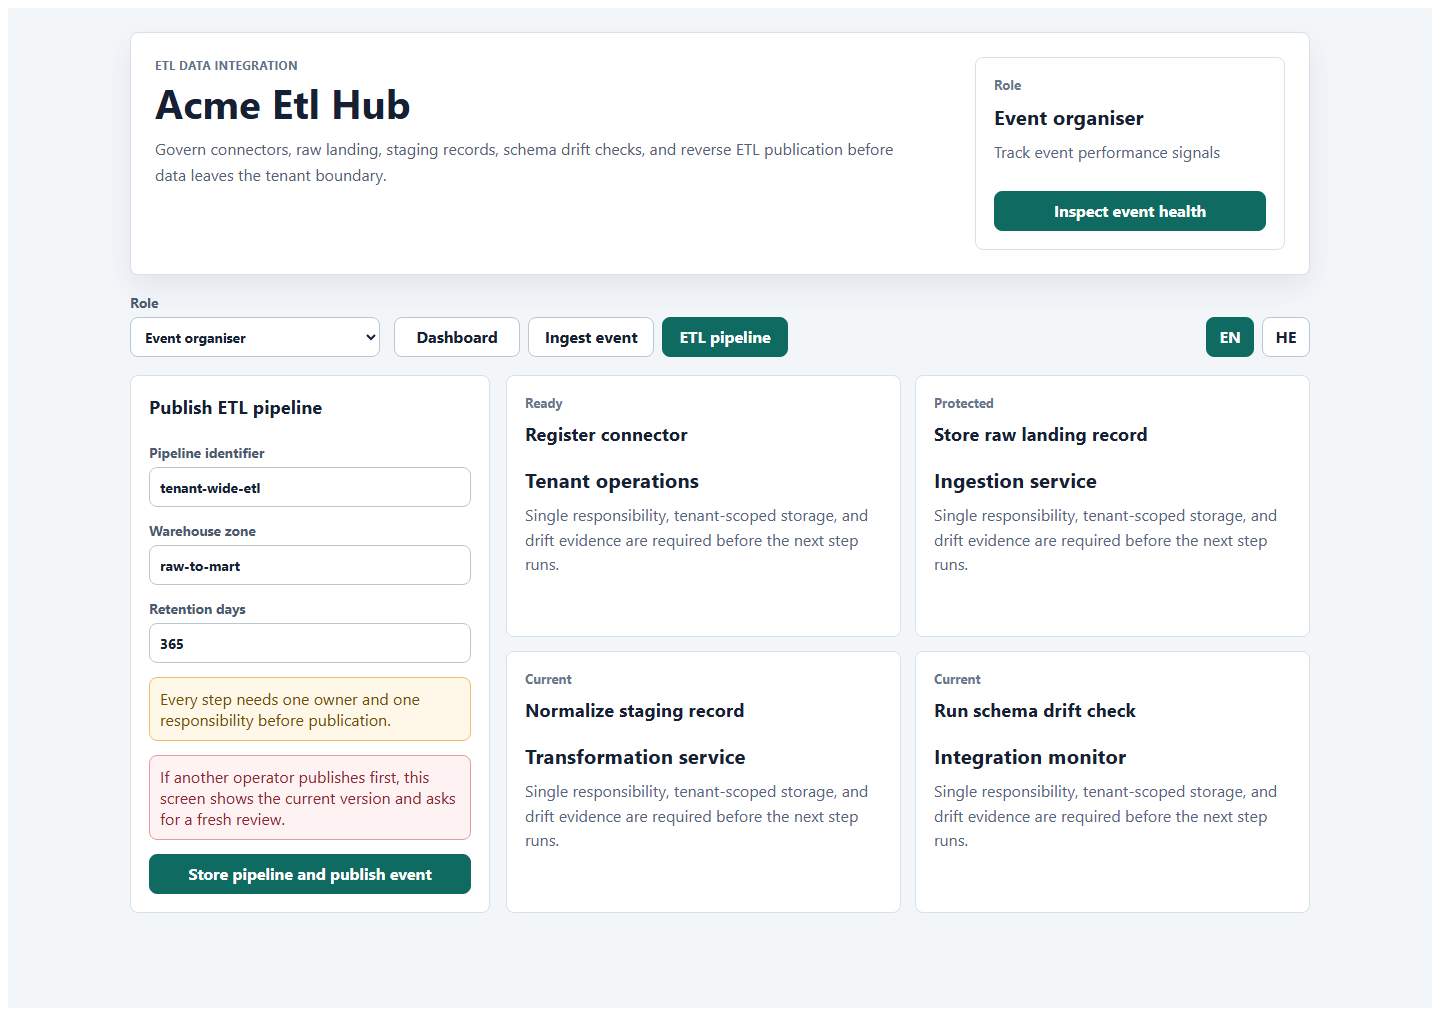 ETL DATA INTEGRATION
Acme Etl Hub
Govern connectors, raw landing, staging records, schema drift checks, and reverse ETL publication before
data leaves the tenant boundary.
Role
Event organiser
Track event performance signals
Inspect event health
Role
Event organiser
Dashboard
Ingest event
ETL pipeline
EN
HE
Publish ETL pipeline
Pipeline identifier
tenant-wide-etl
Warehouse zone
raw-to-mart
Retention days
365
Every step needs one owner and one
responsibility before publication.
If another operator publishes first, this
screen shows the current version and asks
for a fresh review.
Store pipeline and publish event
Ready
Register connector
Tenant operations
Single responsibility, tenant-scoped storage, and
drift evidence are required before the next step
runs.
Protected
Store raw landing record
Ingestion service
Single responsibility, tenant-scoped storage, and
drift evidence are required before the next step
runs.
Current
Normalize staging record
Transformation service
Single responsibility, tenant-scoped storage, and
drift evidence are required before the next step
runs.
Current
Run schema drift check
Integration monitor
Single responsibility, tenant-scoped storage, and
drift evidence are required before the next step
runs.